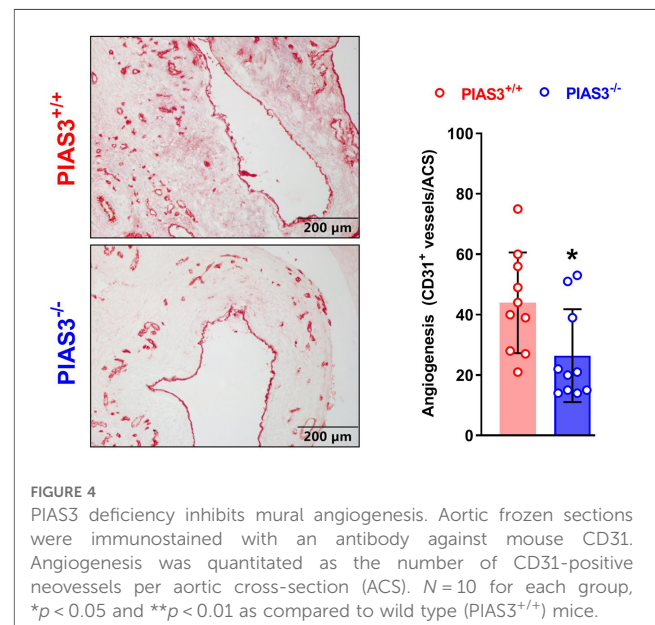 PIAS3+/+
200 μm
PIAS3-/-
200 μm
PIAS3+/+ PIAS3-/-
Angiogenesis (CD31+ vessels/ACS)
100
80
60
40
20
0
*
FIGURE 4
PIAS3 deficiency inhibits mural angiogenesis. Aortic frozen sections
were immunostained with an antibody against mouse CD31.
Angiogenesis was quantitated as the number of CD31-positive
neovessels per aortic cross-section (ACS). N = 10 for each group,
*p < 0.05 and **p < 0.01 as compared to wild type (PIAS3+/+) mice.